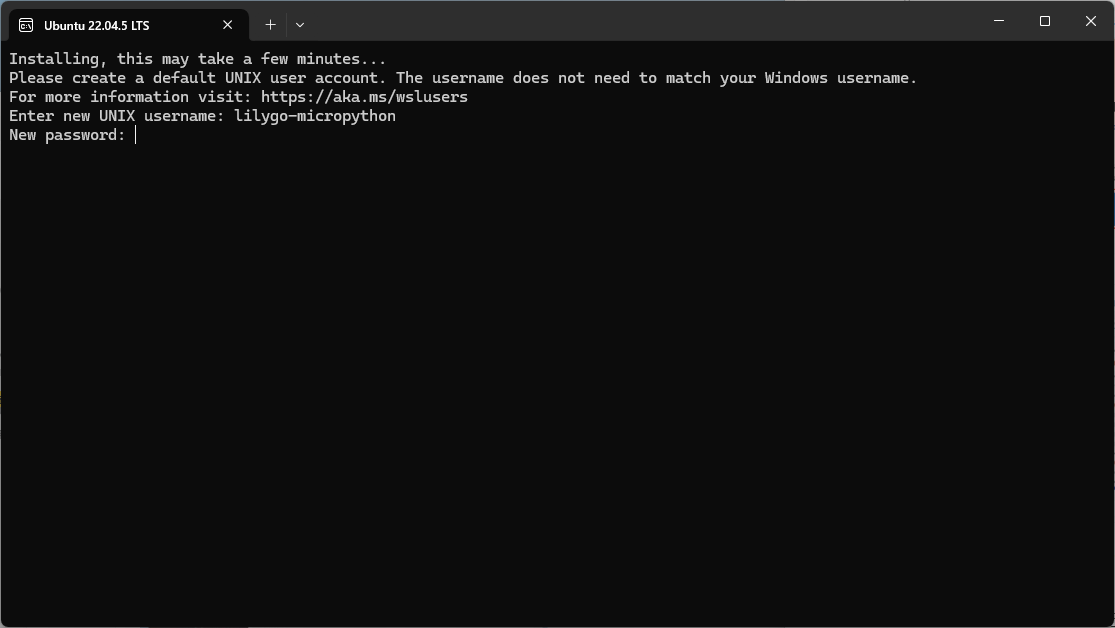 Ubuntu 22.04.5 LTS
Installing, this may take a few minutes...
Please create a default UNIX user account. The username does not need to match your Windows username.
For more information visit: https://aka.ms/wslusers
Enter new UNIX username: lilygo-micropython
New password: